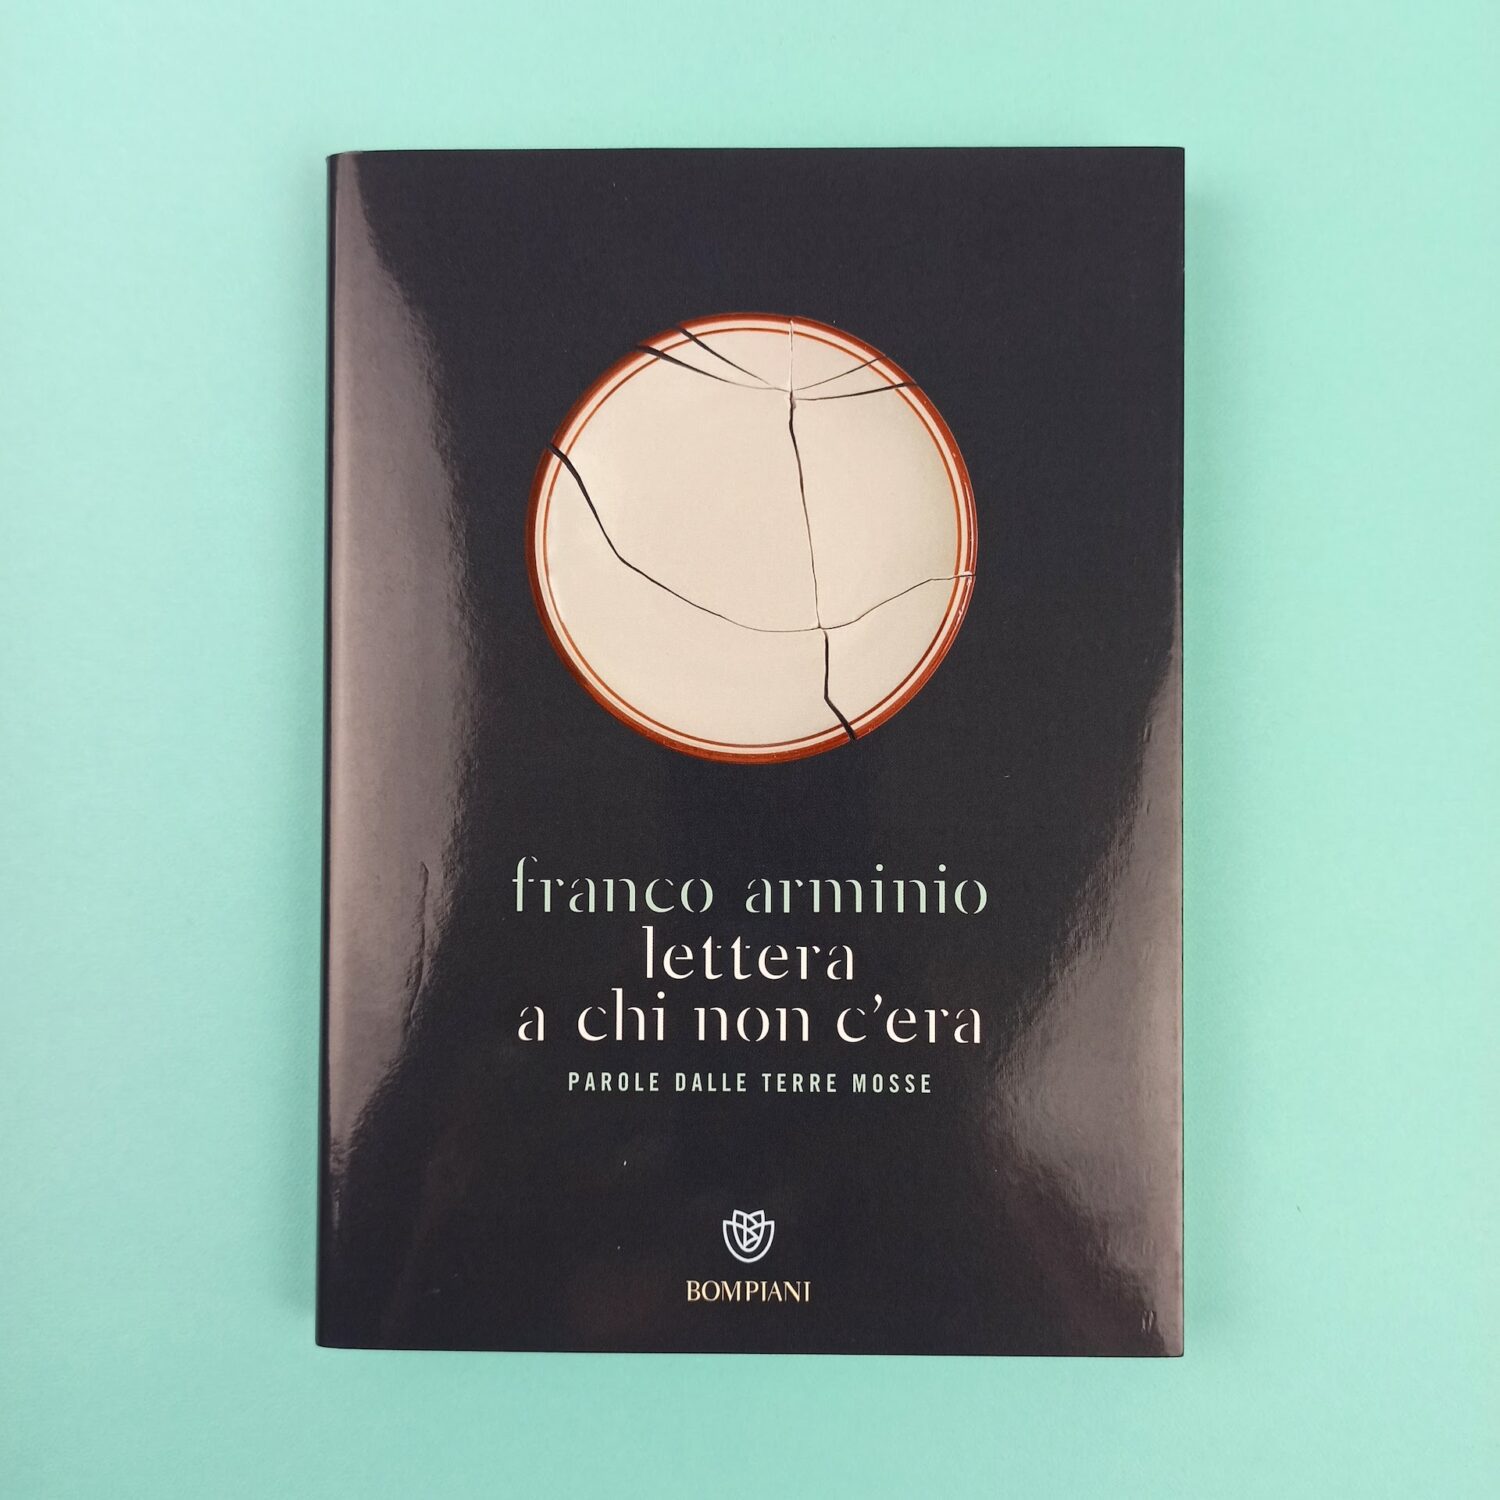 franco arminio
lettera
a chi non c'era
PAROLE DALLE TERRE MOSSE
BOMPIANI